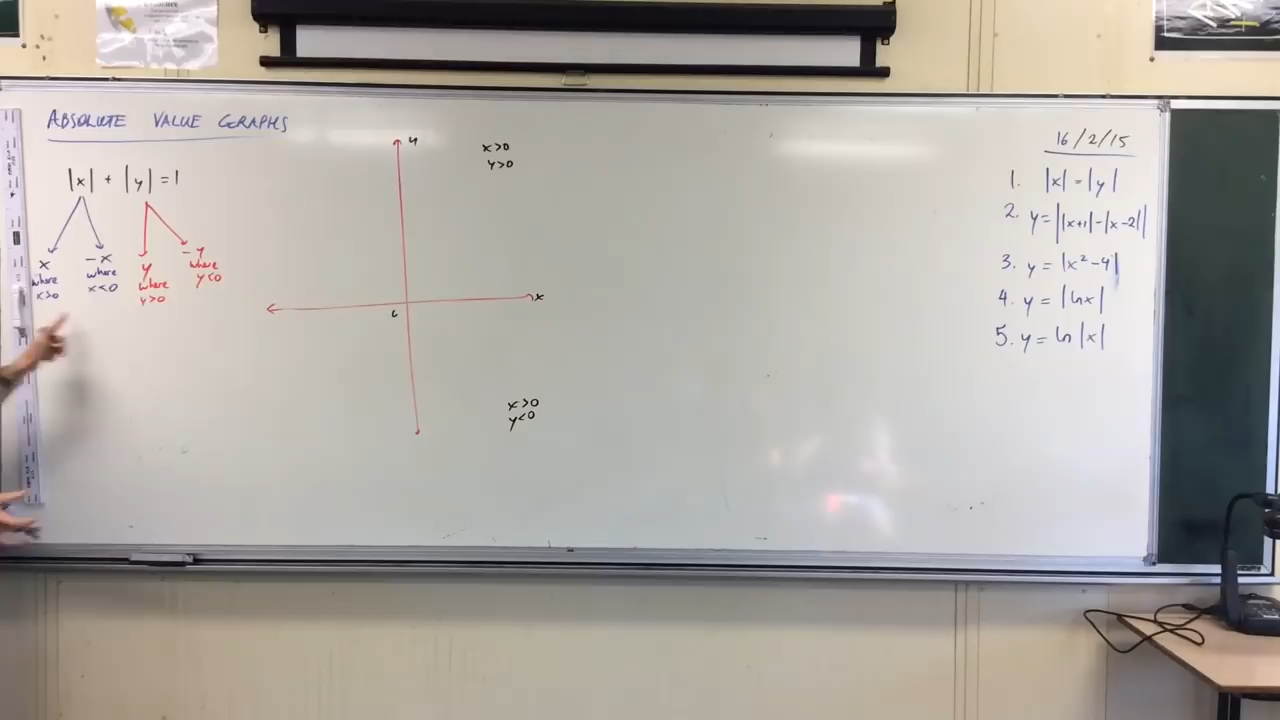 ABSOLUTE VALUE GRAPHS
|x| + |y| = 1
x
where
x>0
-x
where
x<0
y
where
y>0
-y
where
y<0
y
x
x>0
y>0
x>0
y<0
16/2/15
1. |x|=|y|
2. y=||x+1|-|x-2||
3. y=|x²-4|
4. y=|ln x|
5. y=ln|x|